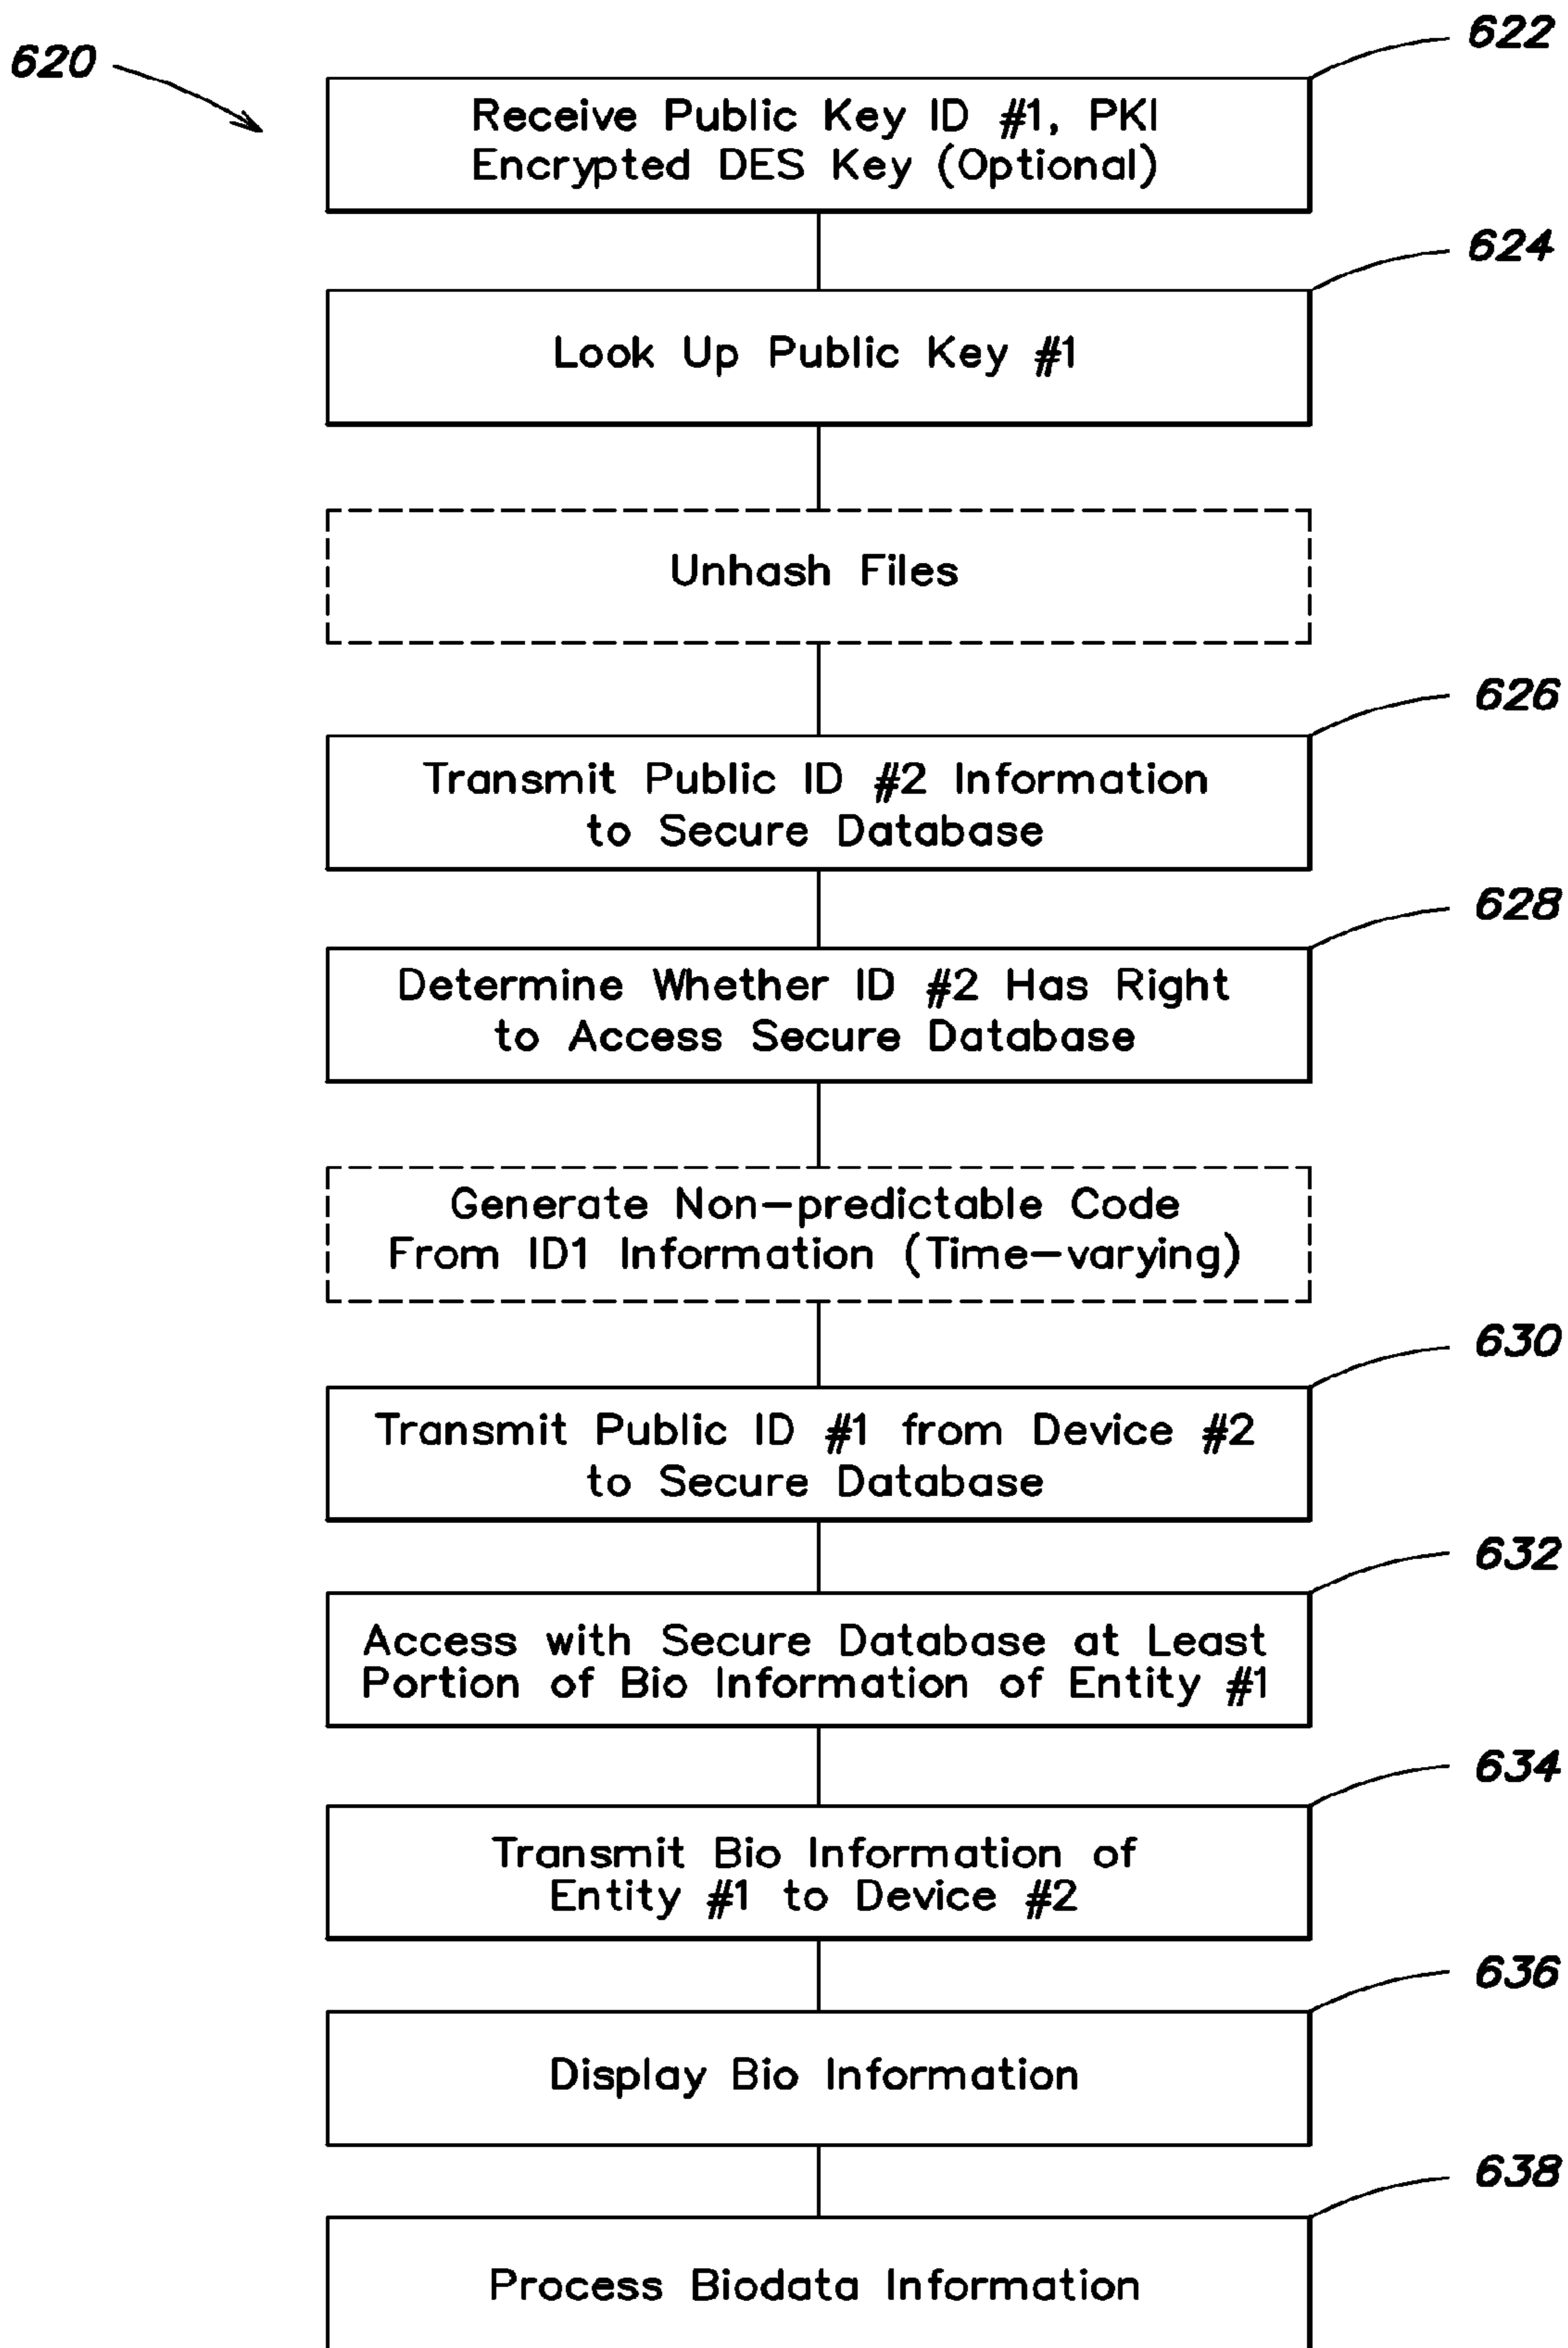 620
622
Receive Public Key ID #1, PKI
Encrypted DES Key (Optional)
624
Look Up Public Key #1
Unhash Files
626
Transmit Public ID #2 Information
to Secure Database
628
Determine Whether ID #2 Has Right
to Access Secure Database
Generate Non-predictable Code
From ID1 Information (Time-varying)
630
Transmit Public ID #1 from Device #2
to Secure Database
632
Access with Secure Database at Least
Portion of Bio Information of Entity #1
634
Transmit Bio Information of
Entity #1 to Device #2
636
Display Bio Information
638
Process Biodata Information